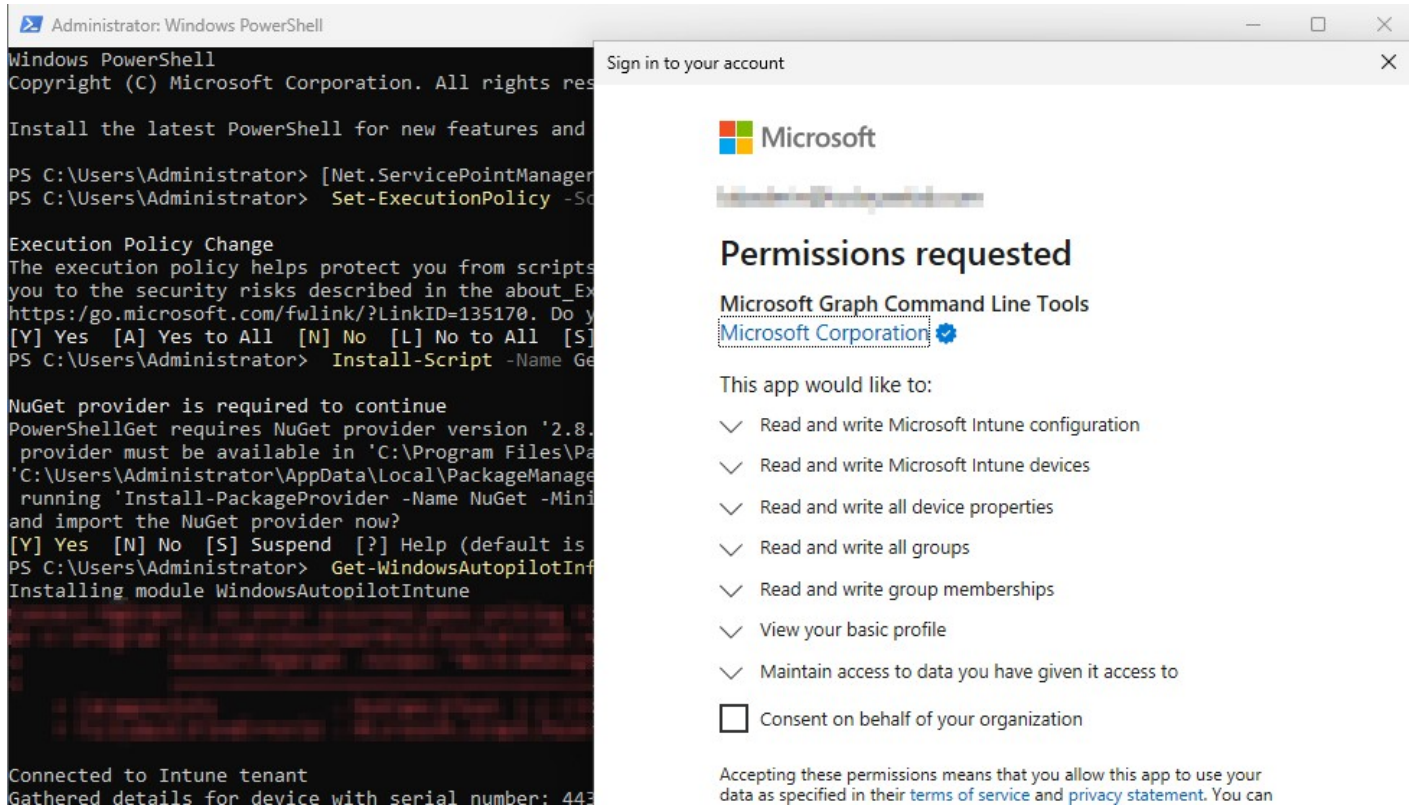 Administrator: Windows PowerShell
Windows PowerShell
Copyright (C) Microsoft Corporation. All rights res
Install the latest PowerShell for new features and
PS C:\Users\Administrator> [Net.ServicePointManager
PS C:\Users\Administrator> Set-ExecutionPolicy -Sc
Execution Policy Change
The execution policy helps protect you from scripts
you to the security risks described in the about_Ex
https:/go.microsoft.com/fwlink/?LinkID=135170. Do y
[Y] Yes [A] Yes to All [N] No [L] No to All [S]
PS C:\Users\Administrator> Install-Script -Name Ge
NuGet provider is required to continue
PowerShellGet requires NuGet provider version '2.8.
provider must be available in 'C:\Program Files\Pa
'C:\Users\Administrator\AppData\Local\PackageManage
running 'Install-PackageProvider -Name NuGet -Mini
and import the NuGet provider now?
[Y] Yes [N] No [S] Suspend [?] Help (default is
PS C:\Users\Administrator> Get-WindowsAutopilotInf
Installing module WindowsAutopilotIntune
Connected to Intune tenant
Gathered details for device with serial number: 443
Sign in to your account
Microsoft
Permissions requested
Microsoft Graph Command Line Tools
Microsoft Corporation
This app would like to:
Read and write Microsoft Intune configuration
Read and write Microsoft Intune devices
Read and write all device properties
Read and write all groups
Read and write group memberships
View your basic profile
Maintain access to data you have given it access to
Consent on behalf of your organization
Accepting these permissions means that you allow this app to use your
data as specified in their terms of service and privacy statement. You can